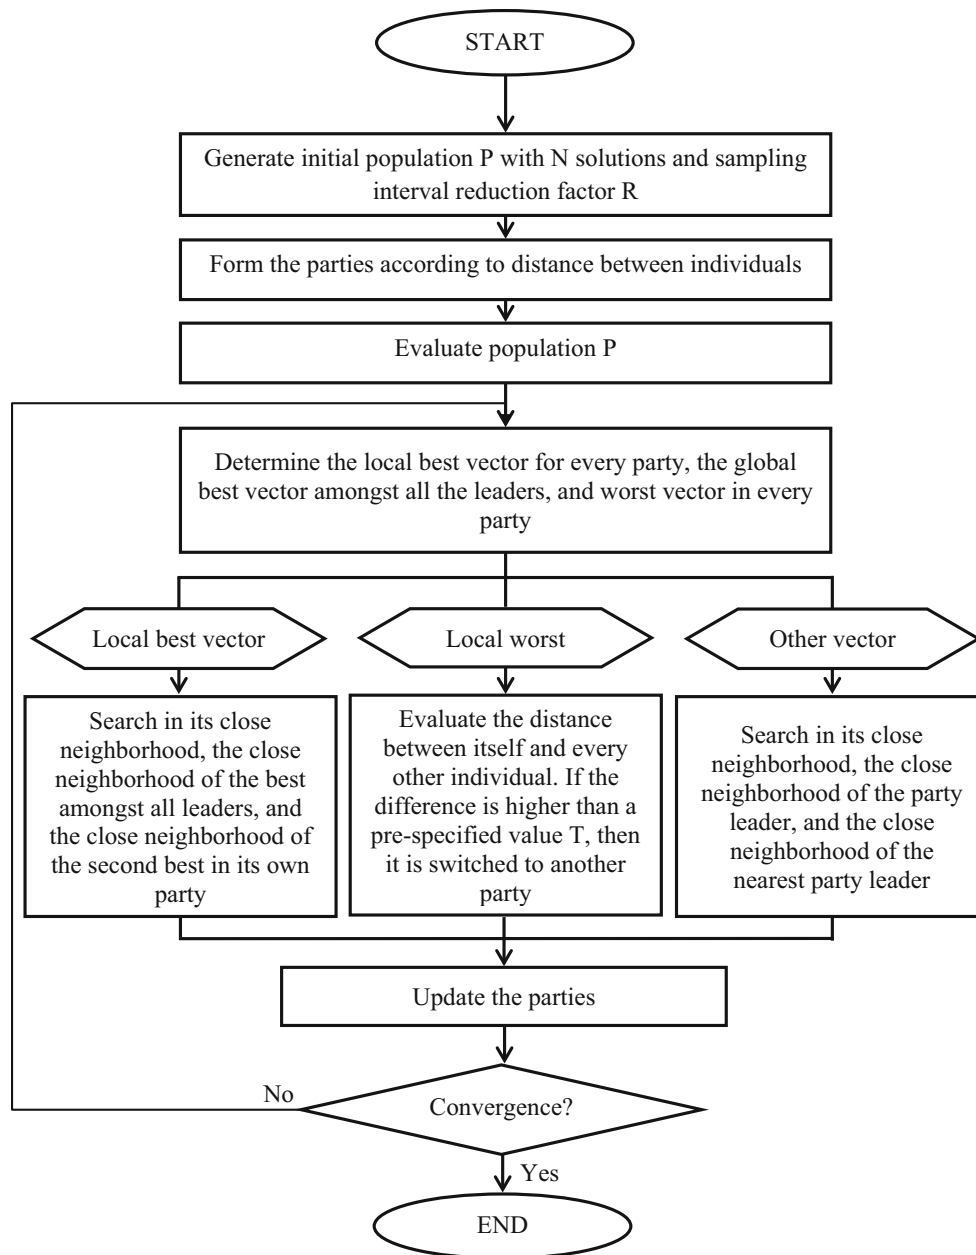 START
Generate initial population P with N solutions and sampling
interval reduction factor R
Form the parties according to distance between individuals
Evaluate population P
Determine the local best vector for every party, the global
best vector amongst all the leaders, and worst vector in every
party
Local best vector
Local worst
Other vector
Search in its close
neighborhood, the close
neighborhood of the best
amongst all leaders, and
the close neighborhood of
the second best in its own
party
Evaluate the distance
between itself and every
other individual. If the
difference is higher than a
pre-specified value T, then
it is switched to another
party
Search in its close
neighborhood, the close
neighborhood of the party
leader, and the close
neighborhood of the
nearest party leader
Update the parties
No
Convergence?
Yes
END